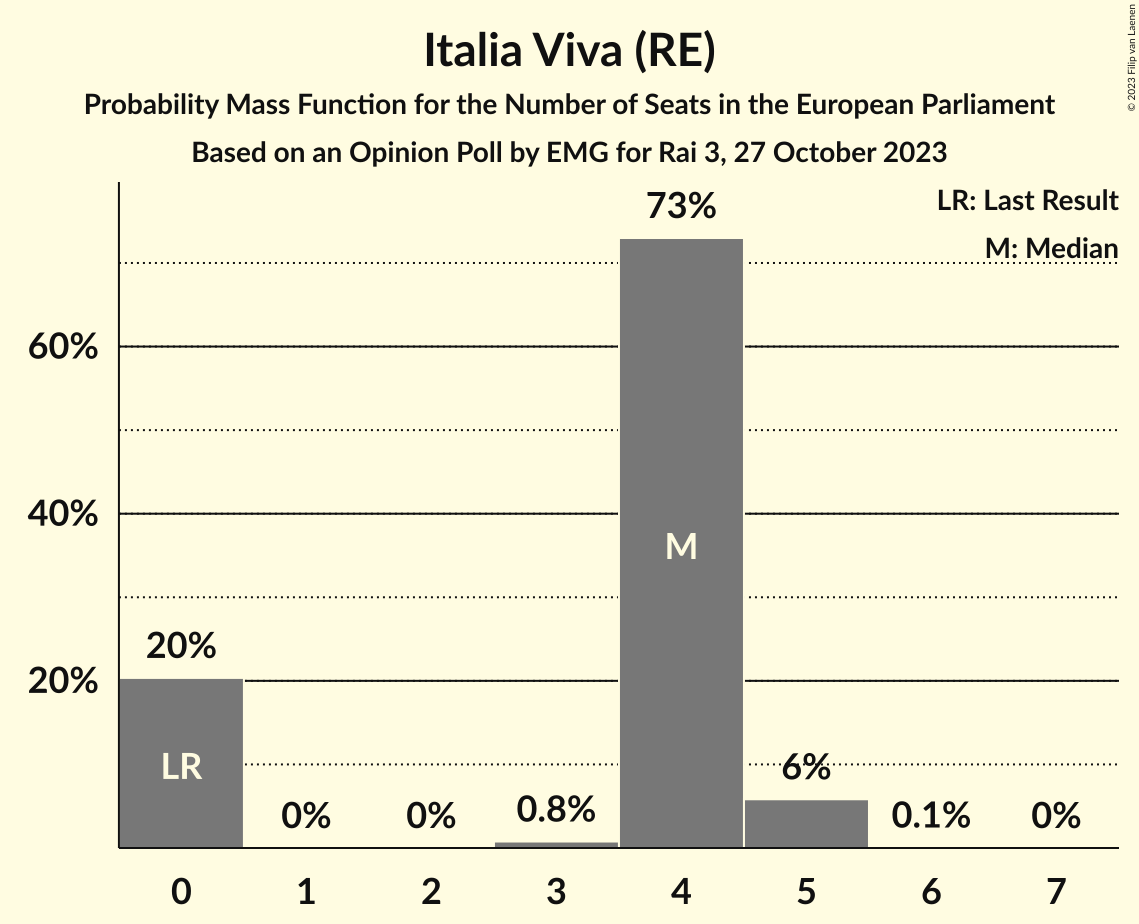 Italia Viva (RE)
Probability Mass Function for the Number of Seats in the European Parliament
Based on an Opinion Poll by EMG for Rai 3, 27 October 2023
© 2023 Filip van Laenen
LR: Last Result
M: Median
60%
40%
20%
20%
0%
0%
0.8%
73%
6%
0.1%
0%
LR
M
0
1
2
3
4
5
6
7